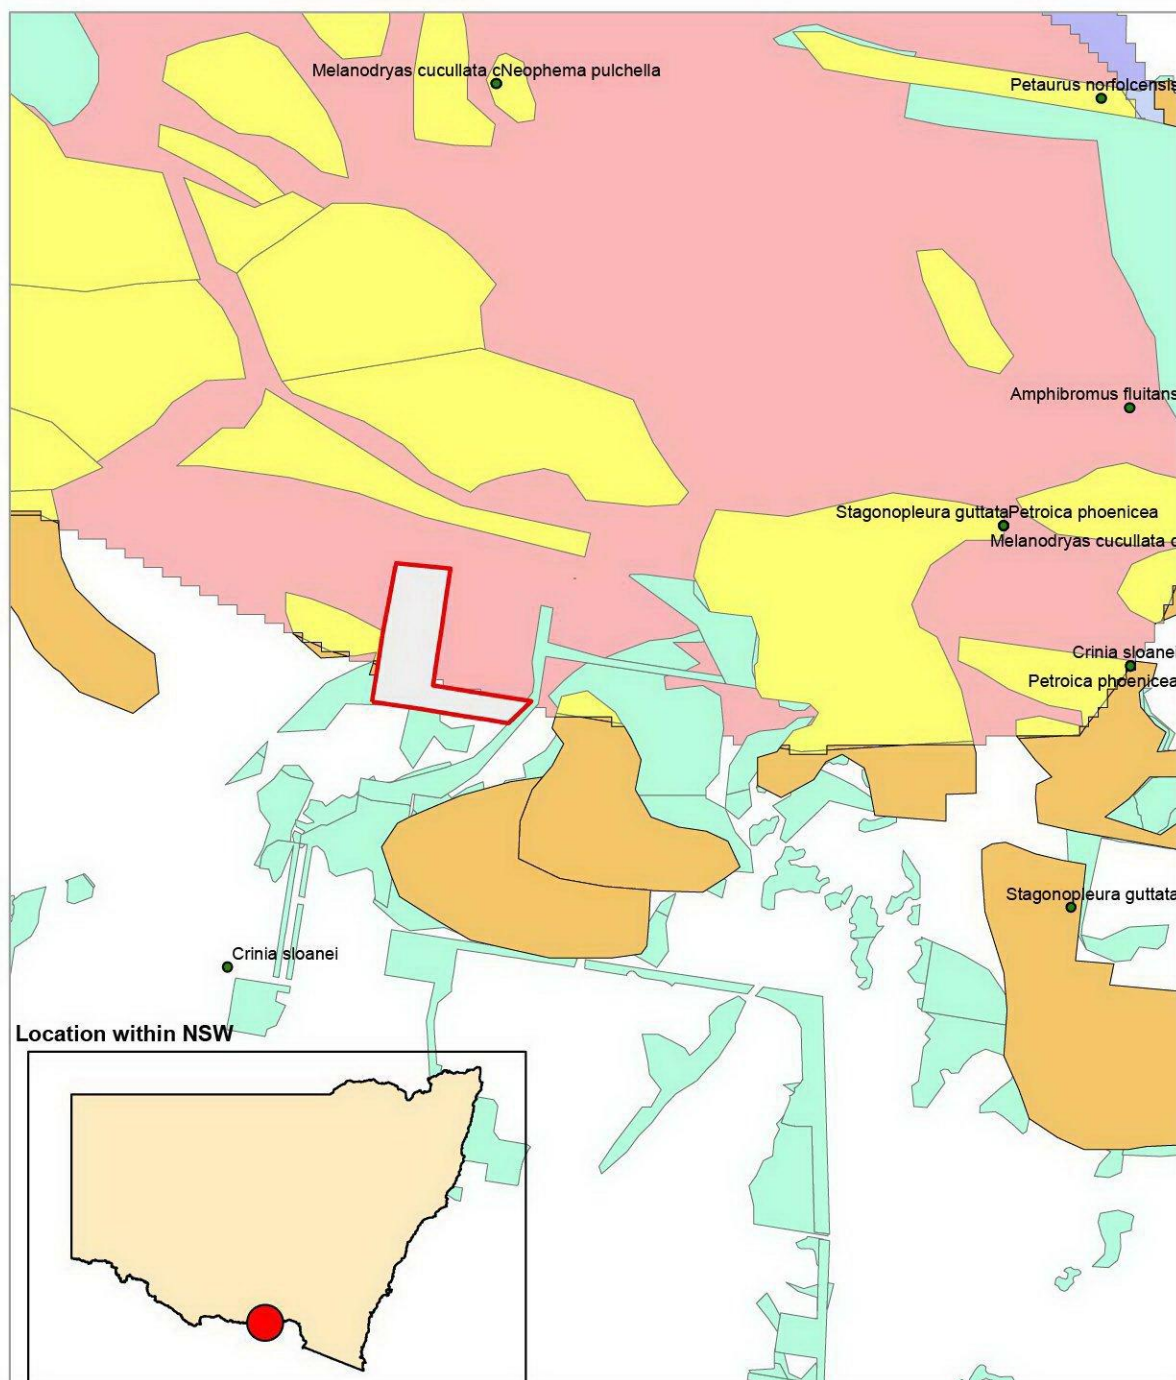 Melanodryas cucullata cNeophema pulchella
Petaurus norfolcensis
Amphibromus fluitans
Stagonopleura guttataPetroica phoenicea
Melanodryas cucullata c
Crinia sloanei
Petroica phoenicea
Stagonopleura guttata
Crinia sloanei
Location within NSW